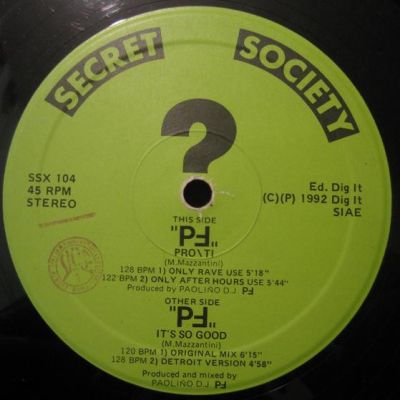 SECRET SOCIETY
?
SSX 104
45 RPM
STEREO
Ed. Dig It
(C)(P) 1992 Dig It
SIAE
THIS SIDE
"PF"
PRONTI
(M.Mazzantini)
128 BPM 1) ONLY RAVE USE 5'18"
122 BPM 2) ONLY AFTER HOURS USE 5'44"
Produced by PAOLINO D.J. PF
OTHER SIDE
"PF"
IT'S SO GOOD
(M.Mazzantini)
120 BPM 1) ORIGINAL MIX 6'15"
128 BPM 2) DETROIT VERSION 4'58"
Produced and mixed by
PAOLINO D.J. PF